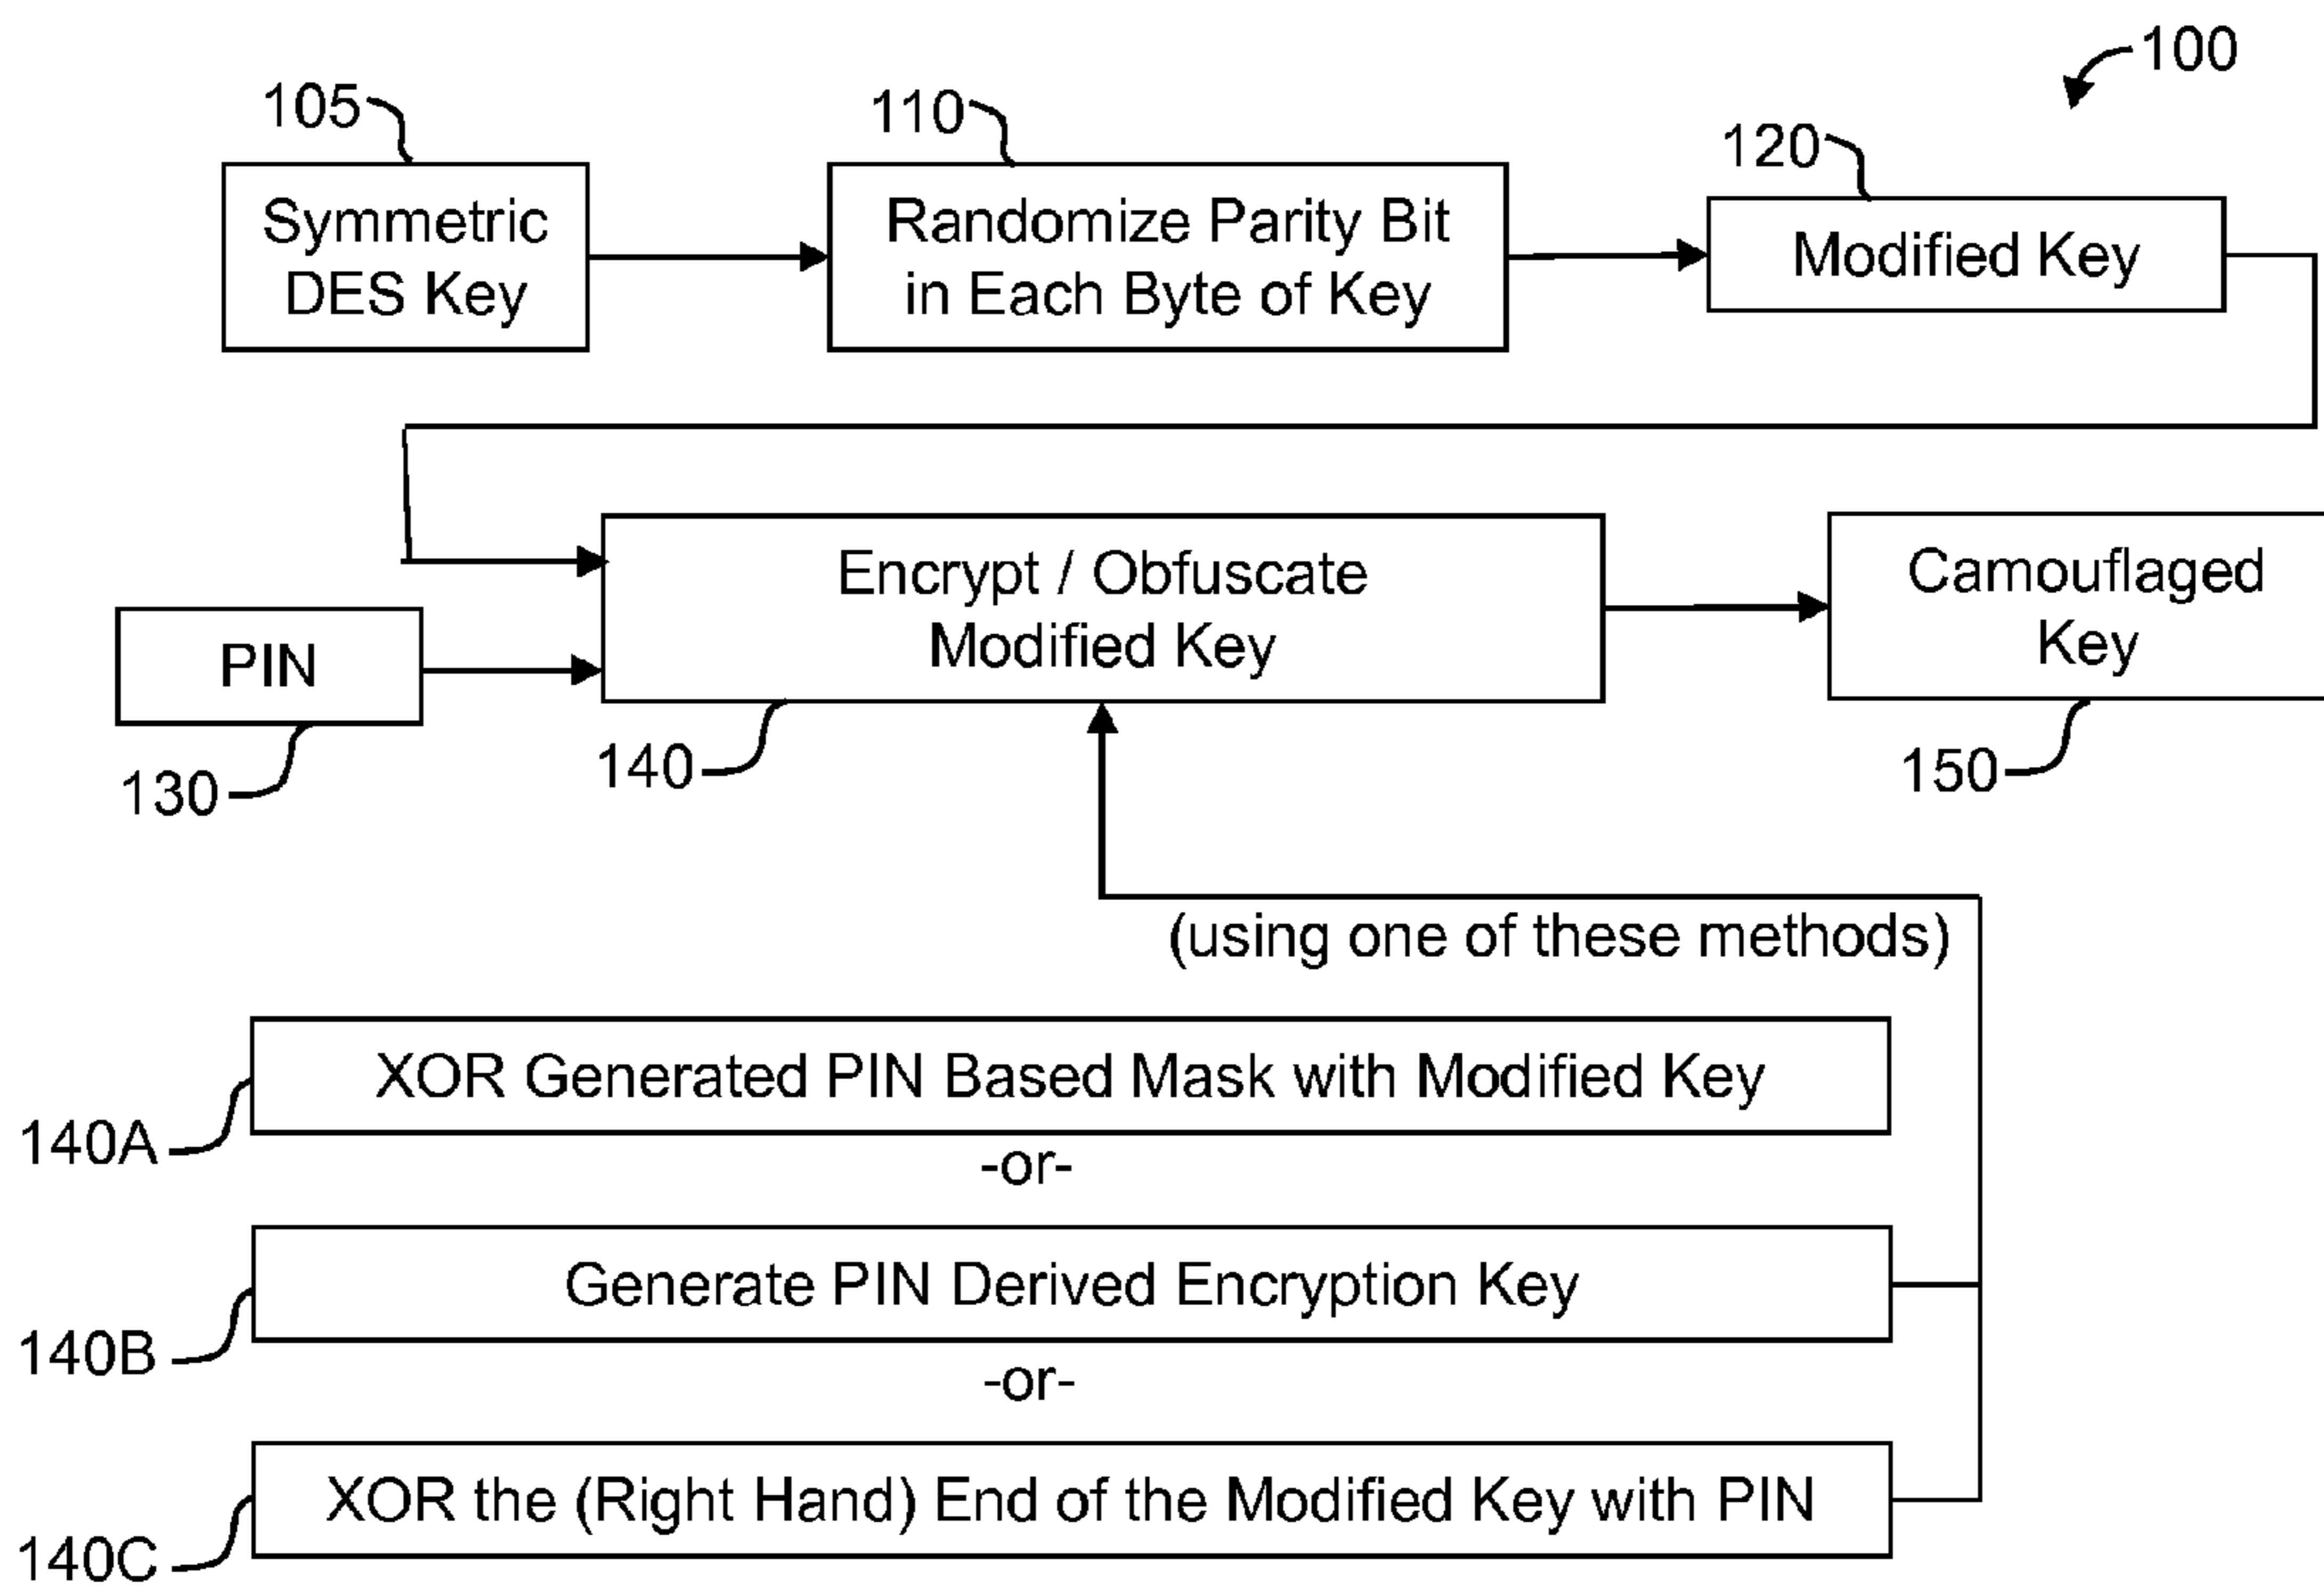 100
105
110
120
Symmetric
DES Key
Randomize Parity Bit
in Each Byte of Key
Modified Key
Encrypt / Obfuscate
Modified Key
Camouflaged
Key
PIN
130
140
150
(using one of these methods)
XOR Generated PIN Based Mask with Modified Key
140A
-or-
Generate PIN Derived Encryption Key
140B
-or-
XOR the (Right Hand) End of the Modified Key with PIN
140C